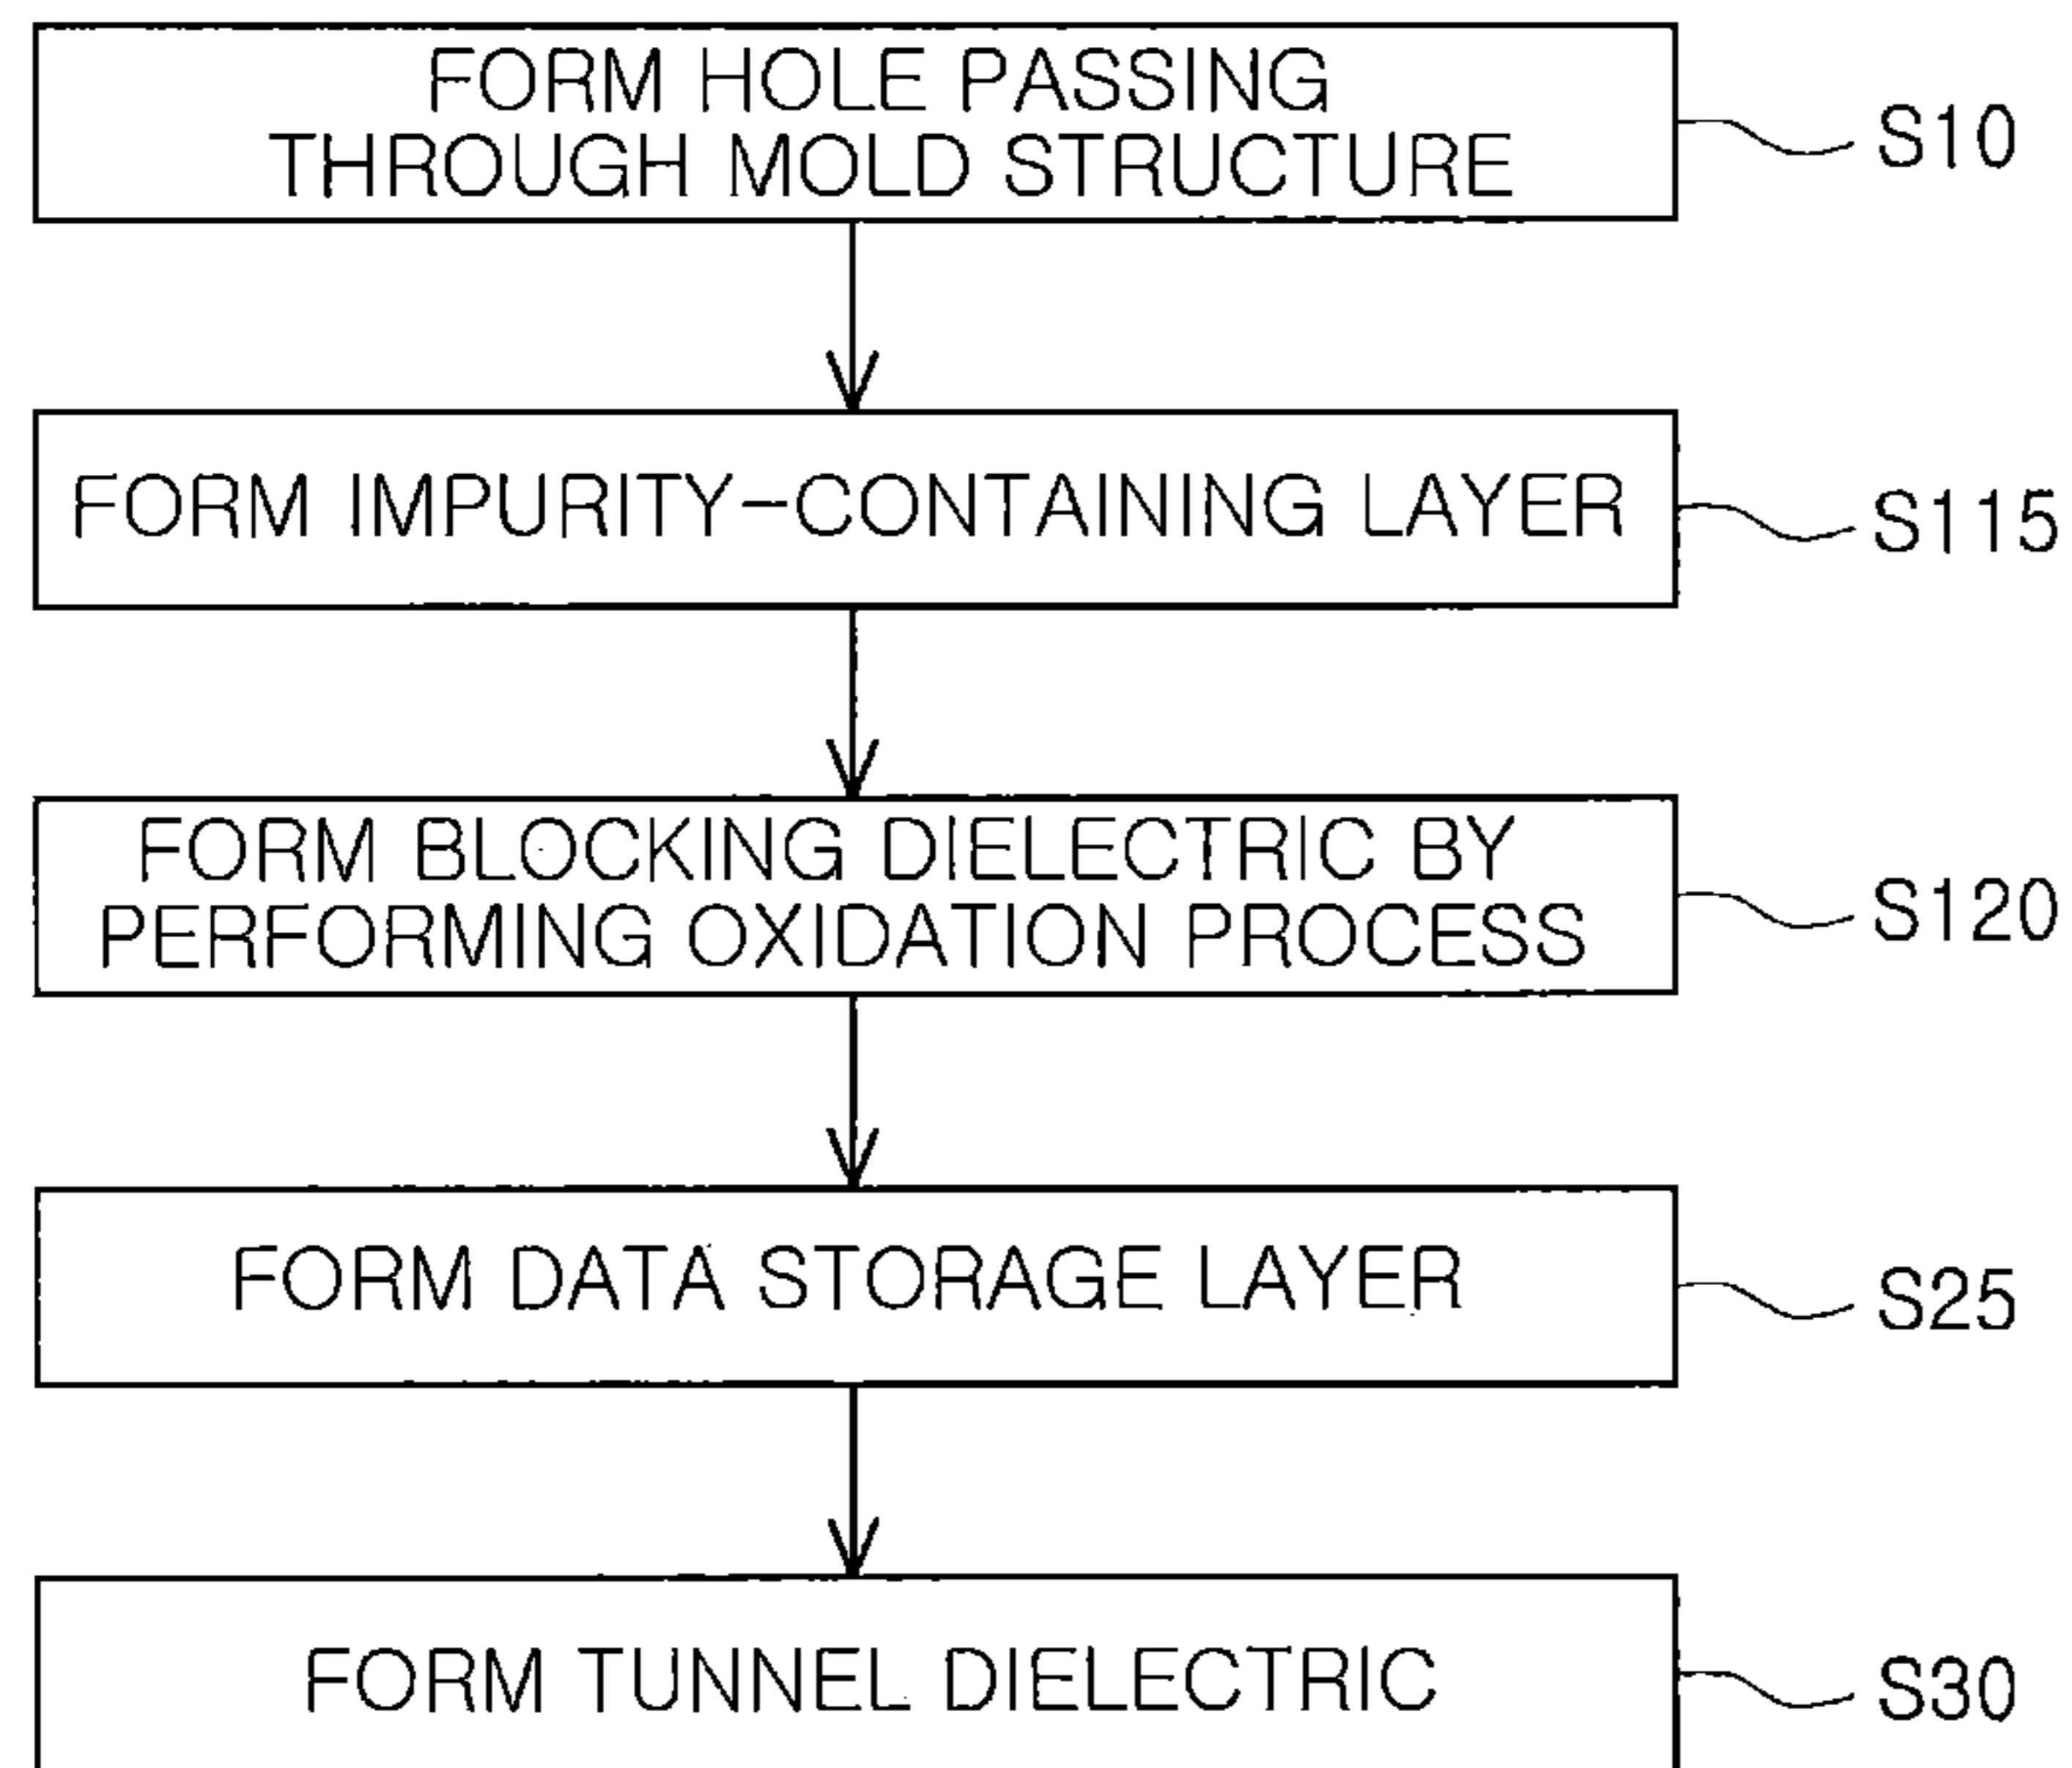 FORM HOLE PASSING
THROUGH MOLD STRUCTURE
S10
FORM IMPURITY-CONTAINING LAYER
S115
FORM BLOCKING DIELECTRIC BY
PERFORMING OXIDATION PROCESS
S120
FORM DATA STORAGE LAYER
S25
FORM TUNNEL DIELECTRIC
S30